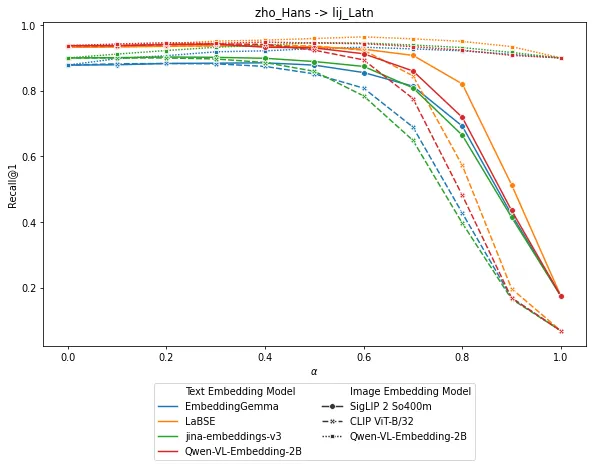 zho_Hans -> lij_Latn
1.0
0.8
0.6
0.4
0.2
Recall@1
0.0 0.2 0.4 0.6 0.8 1.0
α
Text Embedding Model Image Embedding Model
EmbeddingGemma SigLIP 2 So400m
LaBSE CLIP ViT-B/32
jina-embeddings-v3 Qwen-VL-Embedding-2B
Qwen-VL-Embedding-2B